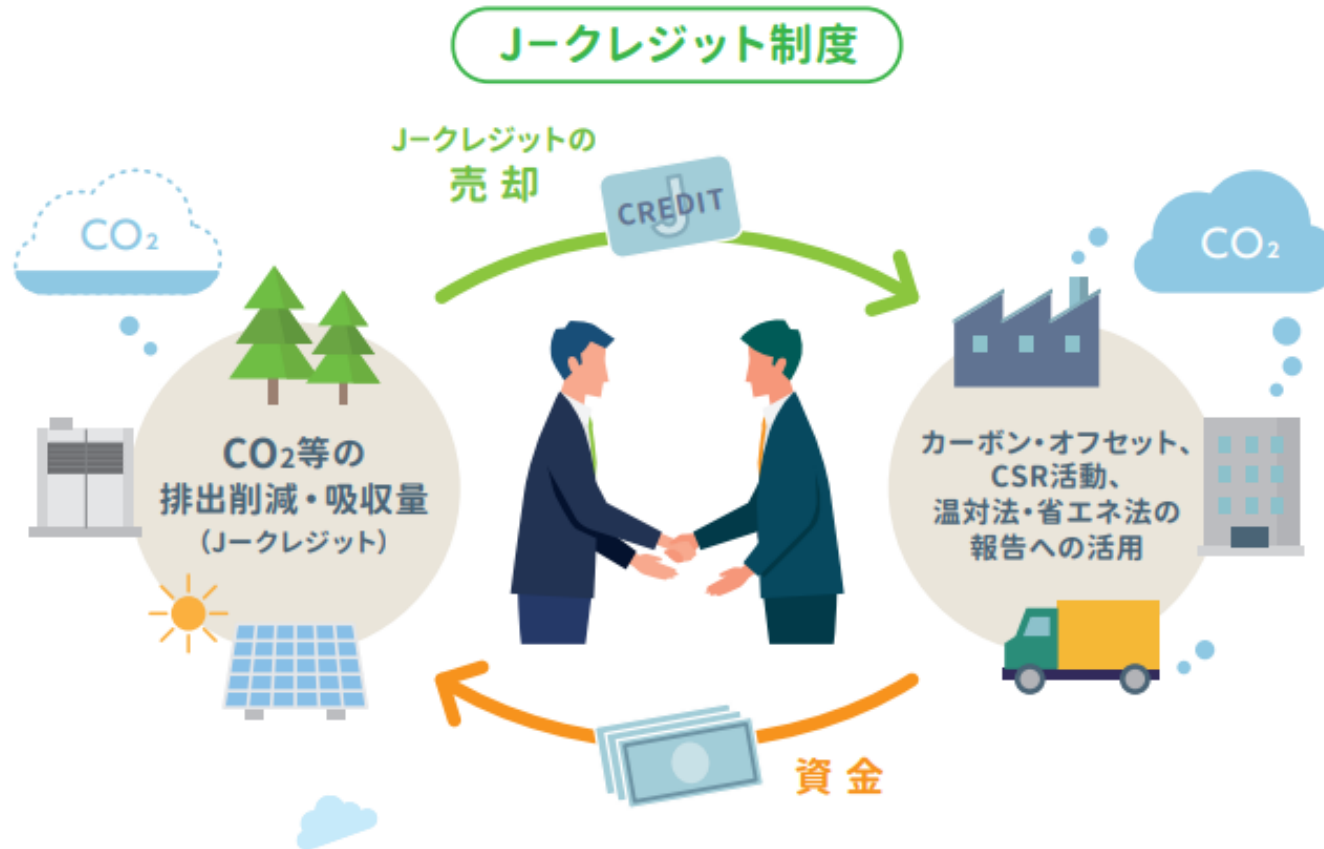 J-クレジット制度
J-クレジットの
売却
CREDIT
CO₂
CO₂
CO₂等の
排出削減・吸収量
(J-クレジット)
カーボン・オフセット、
CSR活動、
温対法・省エネ法の
報告への活用
資金